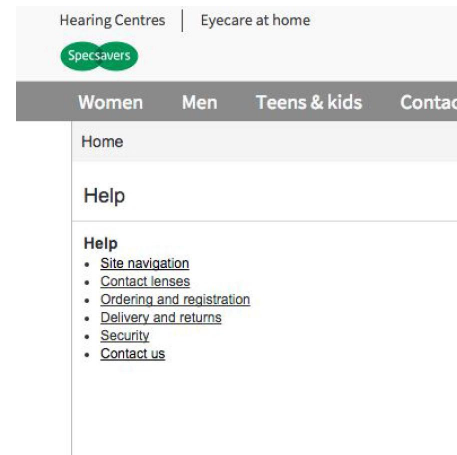 Hearing Centres | Eyecare at home
Specsavers
Women Men Teens & kids Contac
Home
Help
Help
• Site navigation
• Contact lenses
• Ordering and registration
• Delivery and returns
• Security
• Contact us